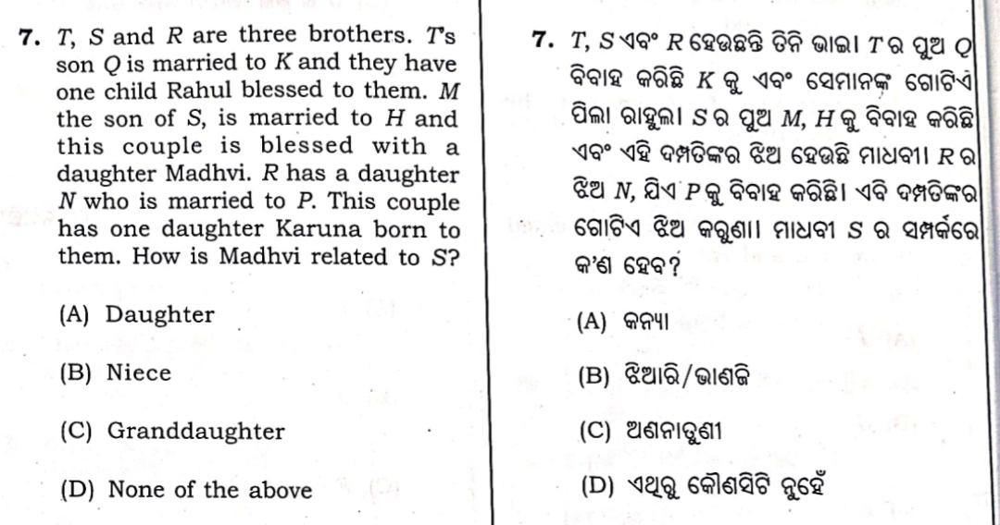 7. T, S and R are three brothers. T's
son Q is married to K and they have
one child Rahul blessed to them. M
the son of S, is married to H and
this couple is blessed with a
daughter Madhvi. R has a daughter
N who is married to P. This couple
has one daughter Karuna born to
them. How is Madhvi related to S?
(A) Daughter
(B) Niece
(C) Granddaughter
(D) None of the above
7. T, S ଏବଂ R ହେଉଛନ୍ତି ତିନି ଭାଇ। T ର ପୁଅ Q
ବିବାହ କରିଛି K କୁ ଏବଂ ସେମାନଙ୍କ ଗୋଟିଏ
ପିଲା ରାହୁଲ। S ର ପୁଅ M, H କୁ ବିବାହ କରିଛି
ଏବଂ ଏହି ଦମ୍ପତିଙ୍କର ଝିଅ ହେଉଛି ମାଧବୀ। R ର
ଝିଅ N, ଯିଏ P କୁ ବିବାହ କରିଛି। ଏବି ଦମ୍ପତିଙ୍କର
ଗୋଟିଏ ଝିଅ କରୁଣା। ମାଧବୀ S ର ସମ୍ପର୍କରେ
କ'ଣ ହେବ?
(A) କନ୍ୟା
(B) ଝିଆରି/ଭାଣଜି
(C) ଅଣନାତୁଣୀ
(D) ଏଥିରୁ କୌଣସିଟି ନୁହେଁ